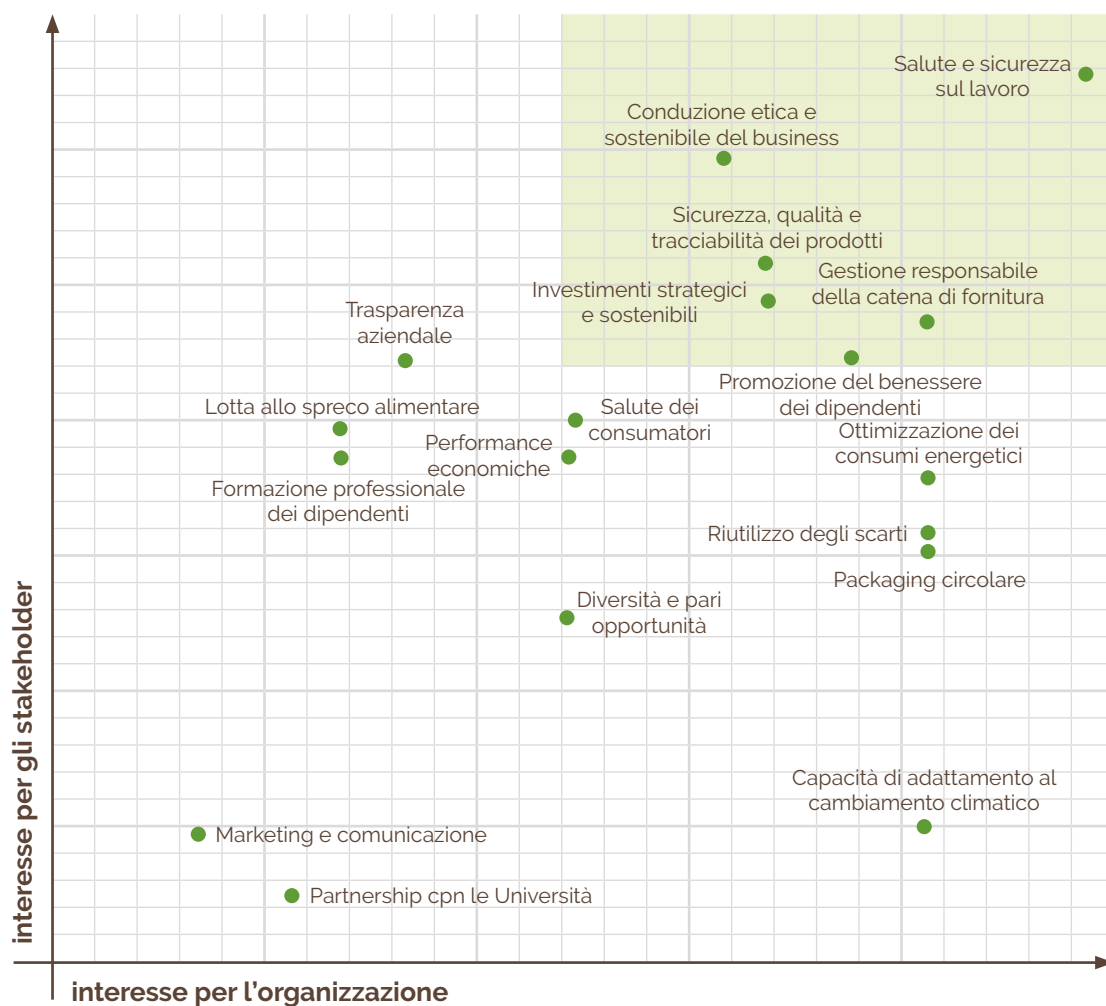 Salute e sicurezza
sul lavoro
Conduzione etica e
sostenibile del business
Sicurezza, qualità e
tracciabilità dei prodotti
Gestione responsabile
della catena di fornitura
Investimenti strategici
e sostenibili
Trasparenza
aziendale
Promozione del benessere
dei dipendenti
Lotta allo spreco alimentare
Salute dei
consumatori
Performance
economiche
Ottimizzazione dei
consumi energetici
Formazione professionale
dei dipendenti
Riutilizzo degli scarti
Packaging circolare
Diversità e pari
opportunità
Capacità di adattamento al
cambiamento climatico
Marketing e comunicazione
Partnership cpn le Università
interesse per gli stakeholder
interesse per l'organizzazione